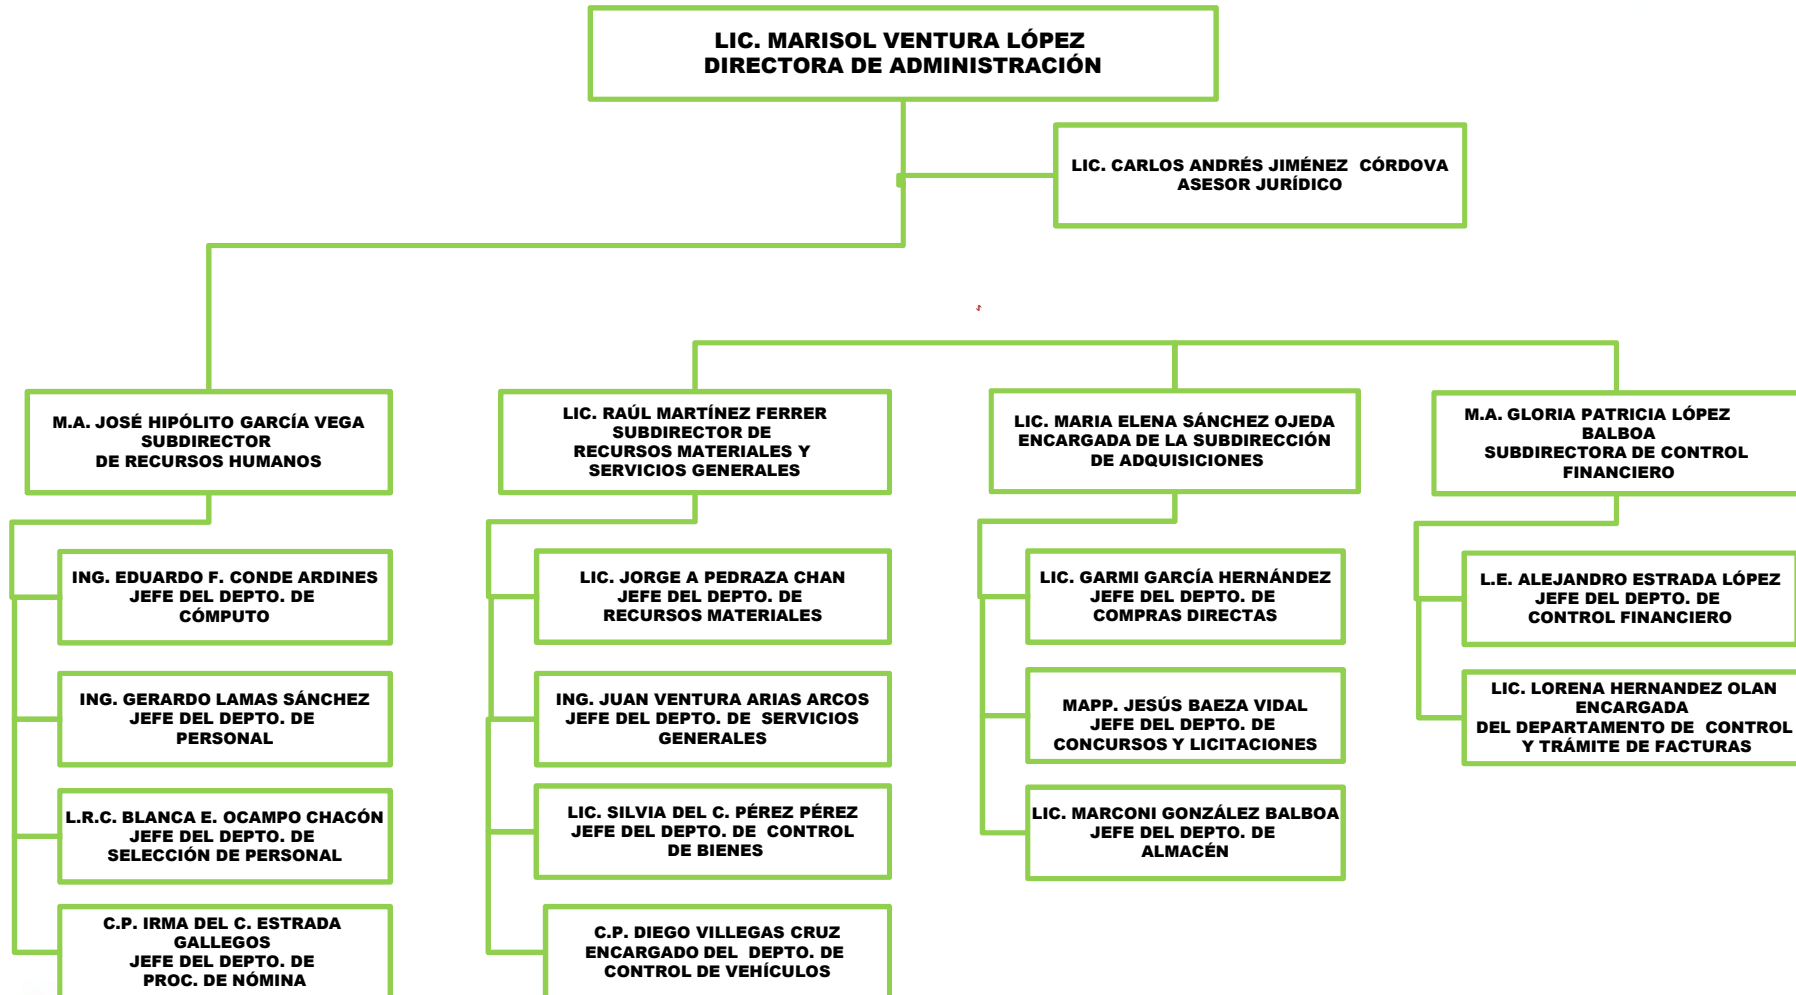 LIC. MARISOL VENTURA LÓPEZ
DIRECTORA DE ADMINISTRACIÓN
LIC. CARLOS ANDRÉS JIMÉNEZ CÓRDOVA
ASESOR JURÍDICO
M.A. JOSÉ HIPÓLITO GARCÍA VEGA
SUBDIRECTOR
DE RECURSOS HUMANOS
ING. EDUARDO F. CONDE ARDINES
JEFE DEL DEPTO. DE
CÓMPUTO
ING. GERARDO LAMAS SÁNCHEZ
JEFE DEL DEPTO. DE
PERSONAL
L.R.C. BLANCA E. OCAMPO CHACÓN
JEFE DEL DEPTO. DE
SELECCIÓN DE PERSONAL
C.P. IRMA DEL C. ESTRADA
GALLEGOS
JEFE DEL DEPTO. DE
PROC. DE NÓMINA
LIC. RAÚL MARTÍNEZ FERRER
SUBDIRECTOR DE
RECURSOS MATERIALES Y
SERVICIOS GENERALES
LIC. JORGE A PEDRAZA CHAN
JEFE DEL DEPTO. DE
RECURSOS MATERIALES
ING. JUAN VENTURA ARIAS ARCOS
JEFE DEL DEPTO. DE SERVICIOS
GENERALES
LIC. SILVIA DEL C. PÉREZ PÉREZ
JEFE DEL DEPTO. DE CONTROL
DE BIENES
C.P. DIEGO VILLEGAS CRUZ
ENCARGADO DEL DEPTO. DE
CONTROL DE VEHÍCULOS
LIC. MARIA ELENA SÁNCHEZ OJEDA
ENCARGADA DE LA SUBDIRECCIÓN
DE ADQUISICIONES
LIC. GARMI GARCÍA HERNÁNDEZ
JEFE DEL DEPTO. DE
COMPRAS DIRECTAS
MAPP. JESÚS BAEZA VIDAL
JEFE DEL DEPTO. DE
CONCURSOS Y LICITACIONES
LIC. MARCONI GONZÁLEZ BALBOA
JEFE DEL DEPTO. DE
ALMACÉN
M.A. GLORIA PATRICIA LÓPEZ
BALBOA
SUBDIRECTORA DE CONTROL
FINANCIERO
L.E. ALEJANDRO ESTRADA LÓPEZ
JEFE DEL DEPTO. DE
CONTROL FINANCIERO
LIC. LORENA HERNANDEZ OLAN
ENCARGADA
DEL DEPARTAMENTO DE CONTROL
Y TRÁMITE DE FACTURAS